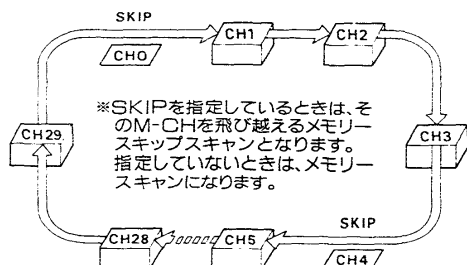 SKIP
CH0
CH1
CH2
CH29
※SKIPを指定しているときは、そ
のM-CHを飛び越えるメモリー
スキップスキャンとなります。
指定していないときは、メモリー
スキャンになります。
CH3
CH28
CH5
SKIP
CH4